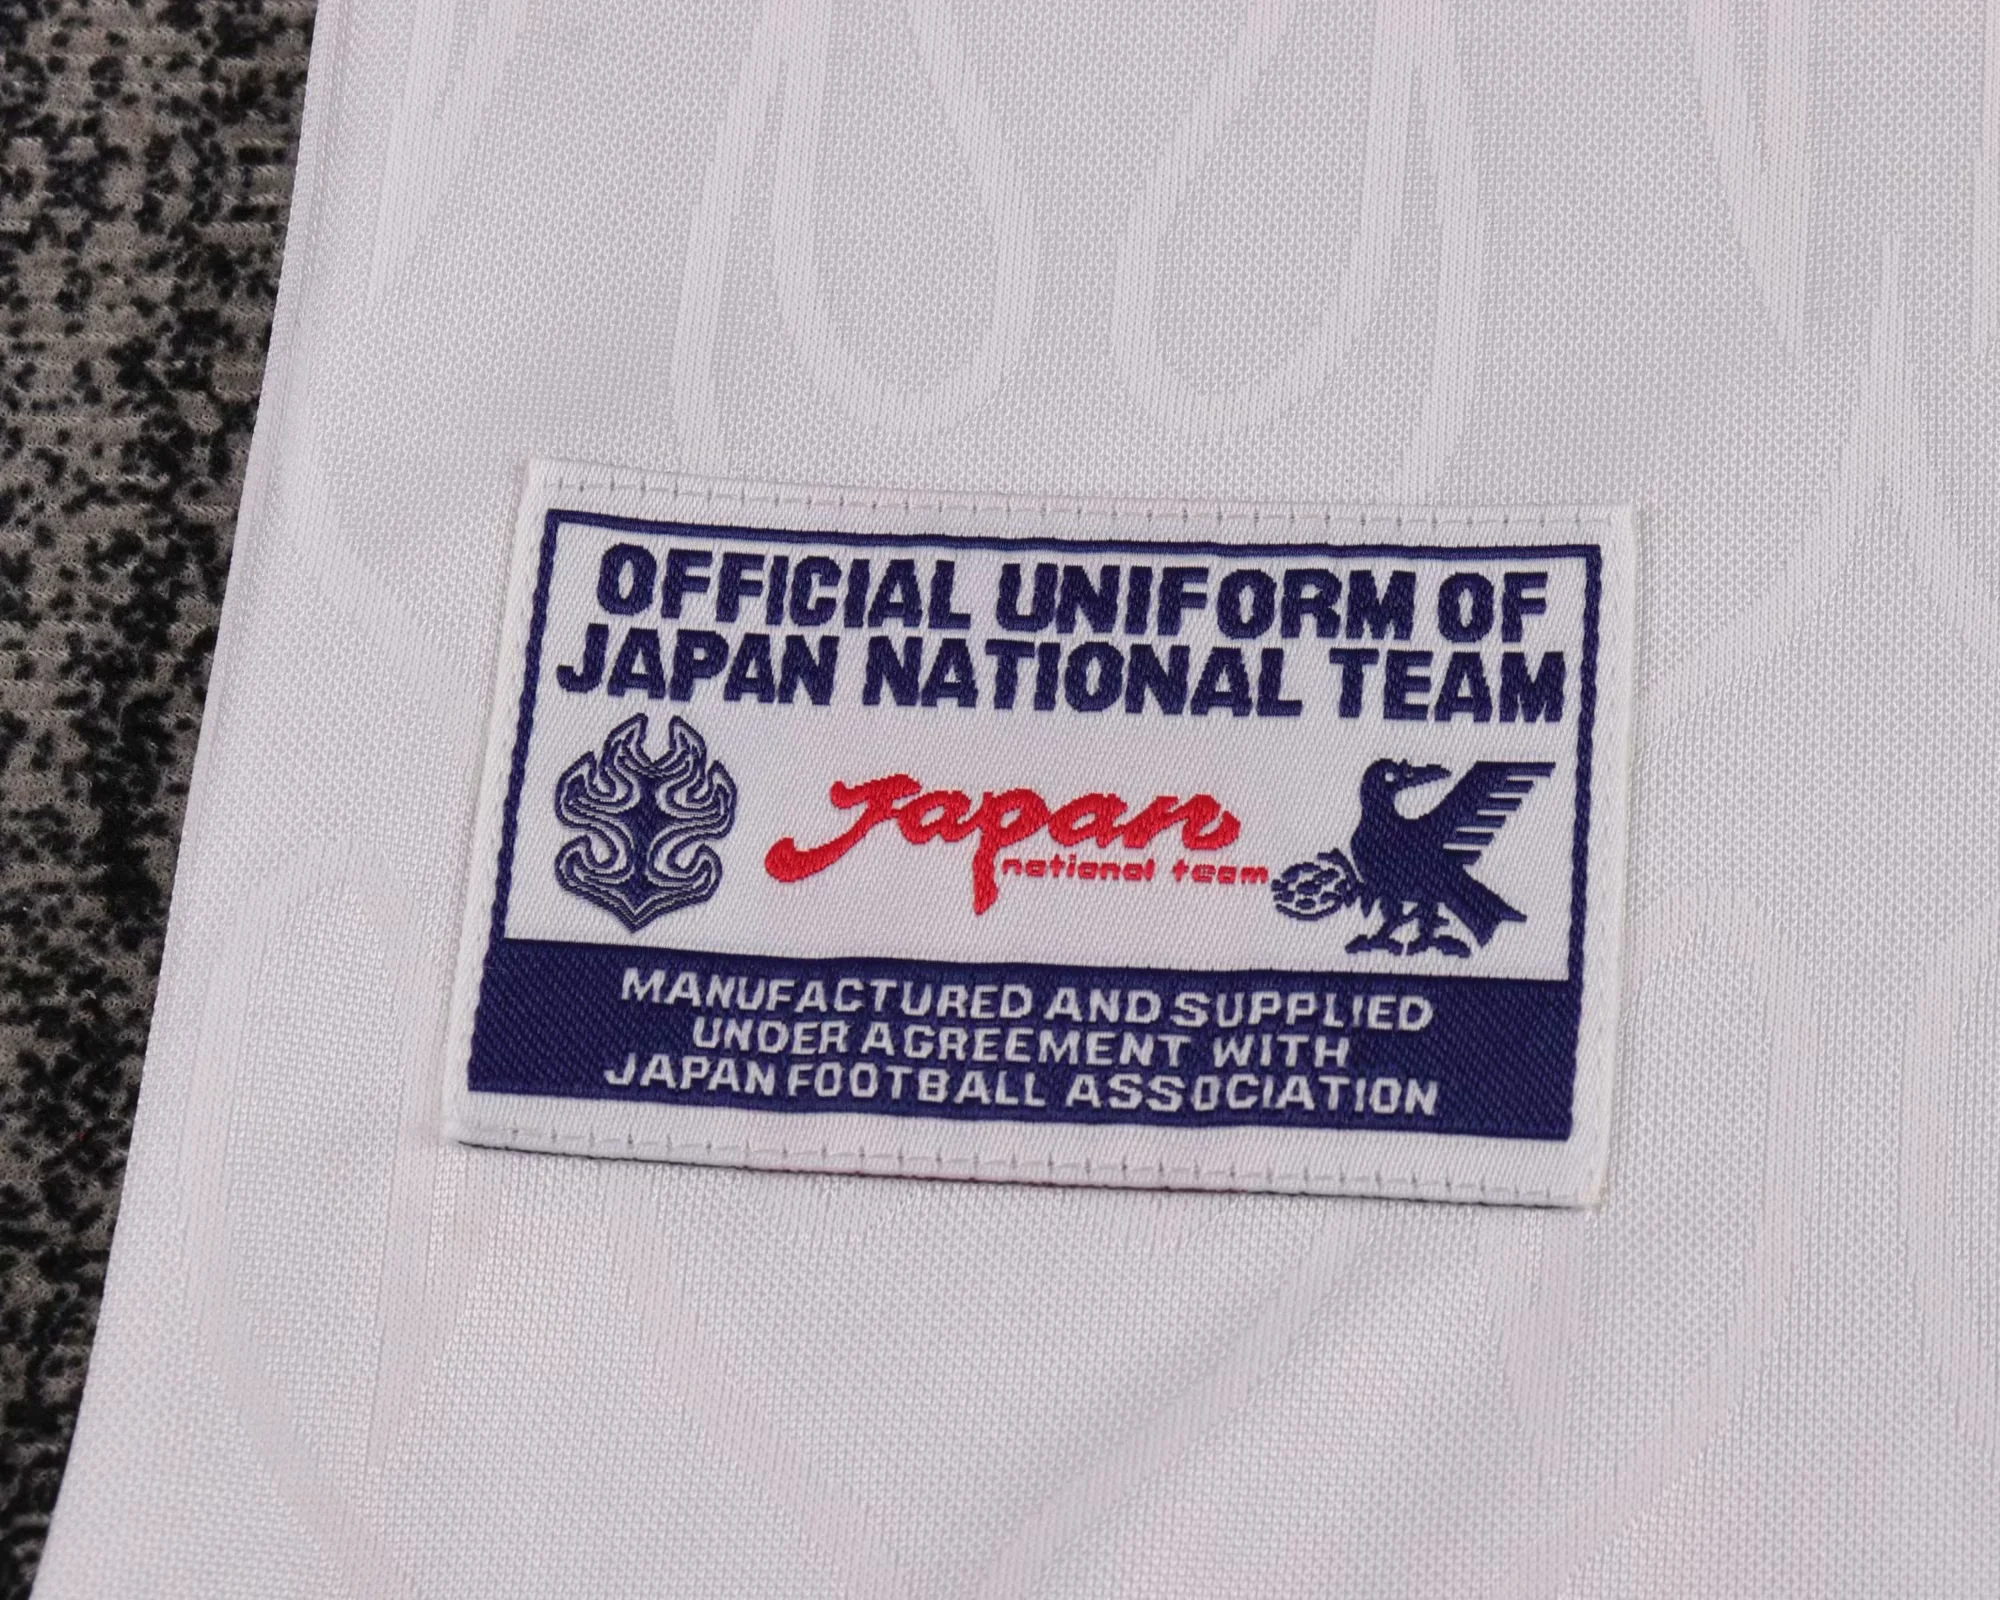 OFFICIAL UNIFORM OF
JAPAN NATIONAL TEAM
Japan
national team
MANUFACTURED AND SUPPLIED
UNDER AGREEMENT WITH
JAPAN FOOTBALL ASSOCIATION